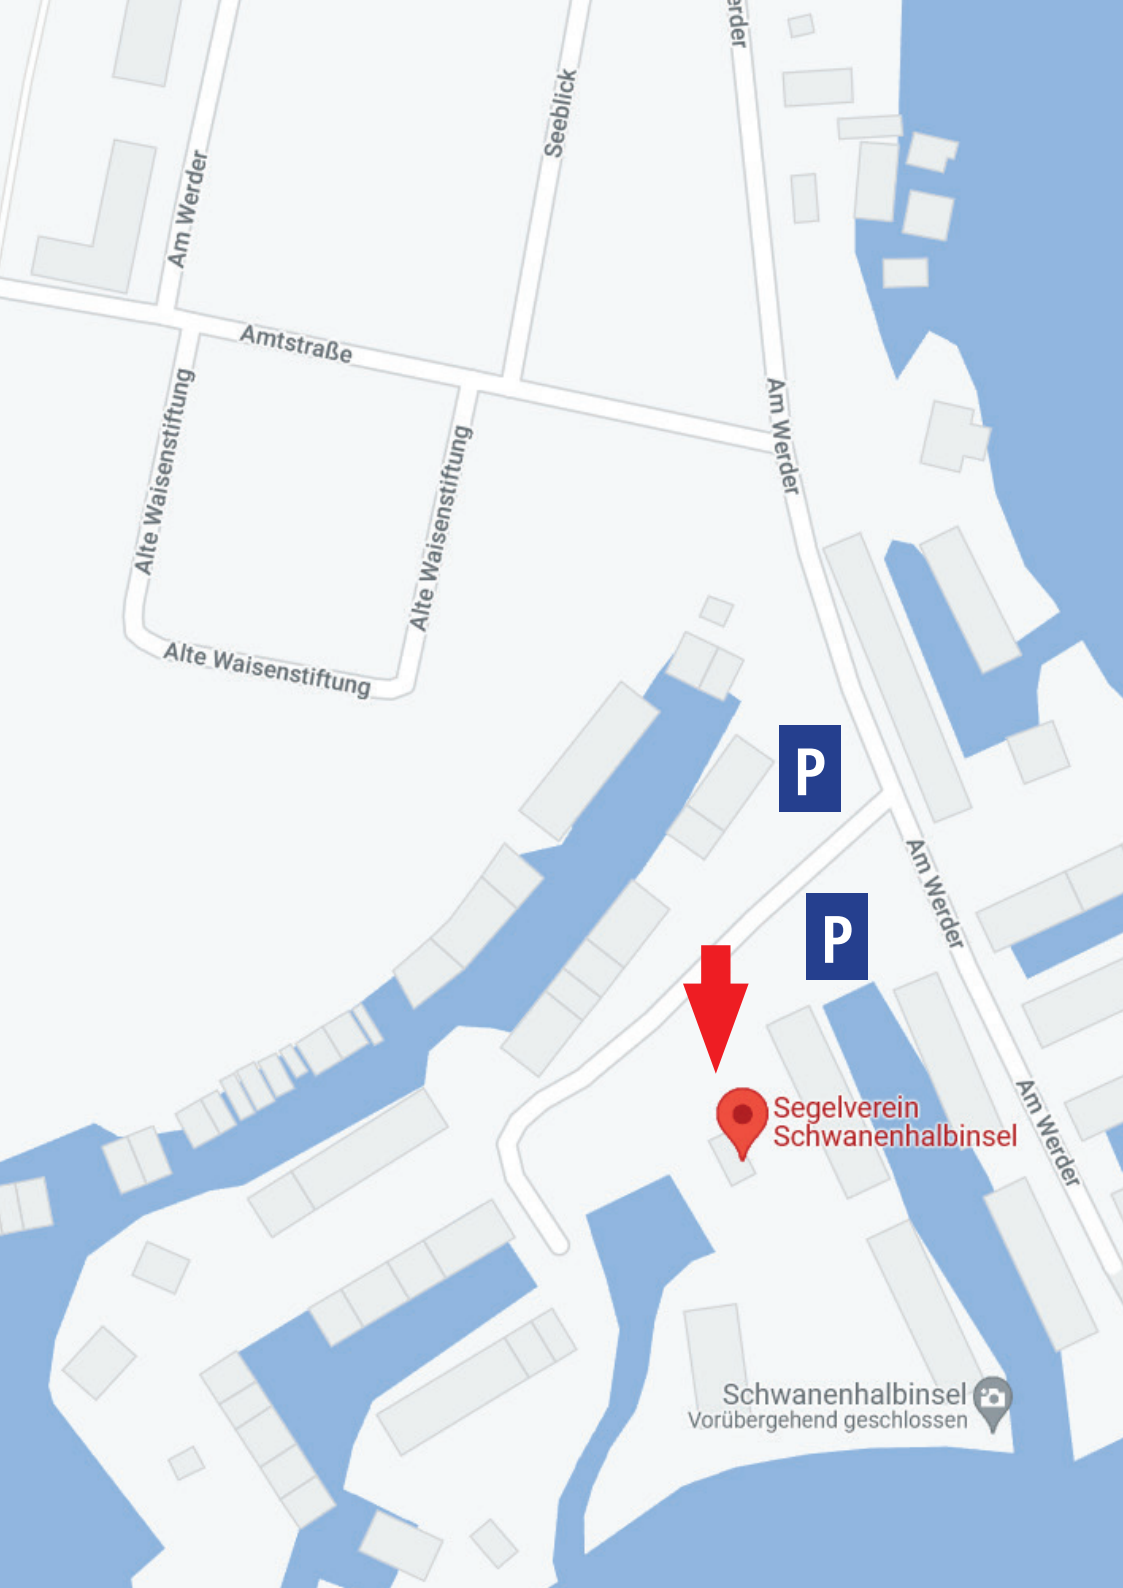 erder
Seeblick
Am Werder
Amtstraße
Am Werder
Alte Waisenstiftung
Alte Waisenstiftung
Alte Waisenstiftung
P
Am Werder
P
Am Werder
Segelverein
Schwanenhalbinsel
Schwanenhalbinsel
Vorübergehend geschlossen